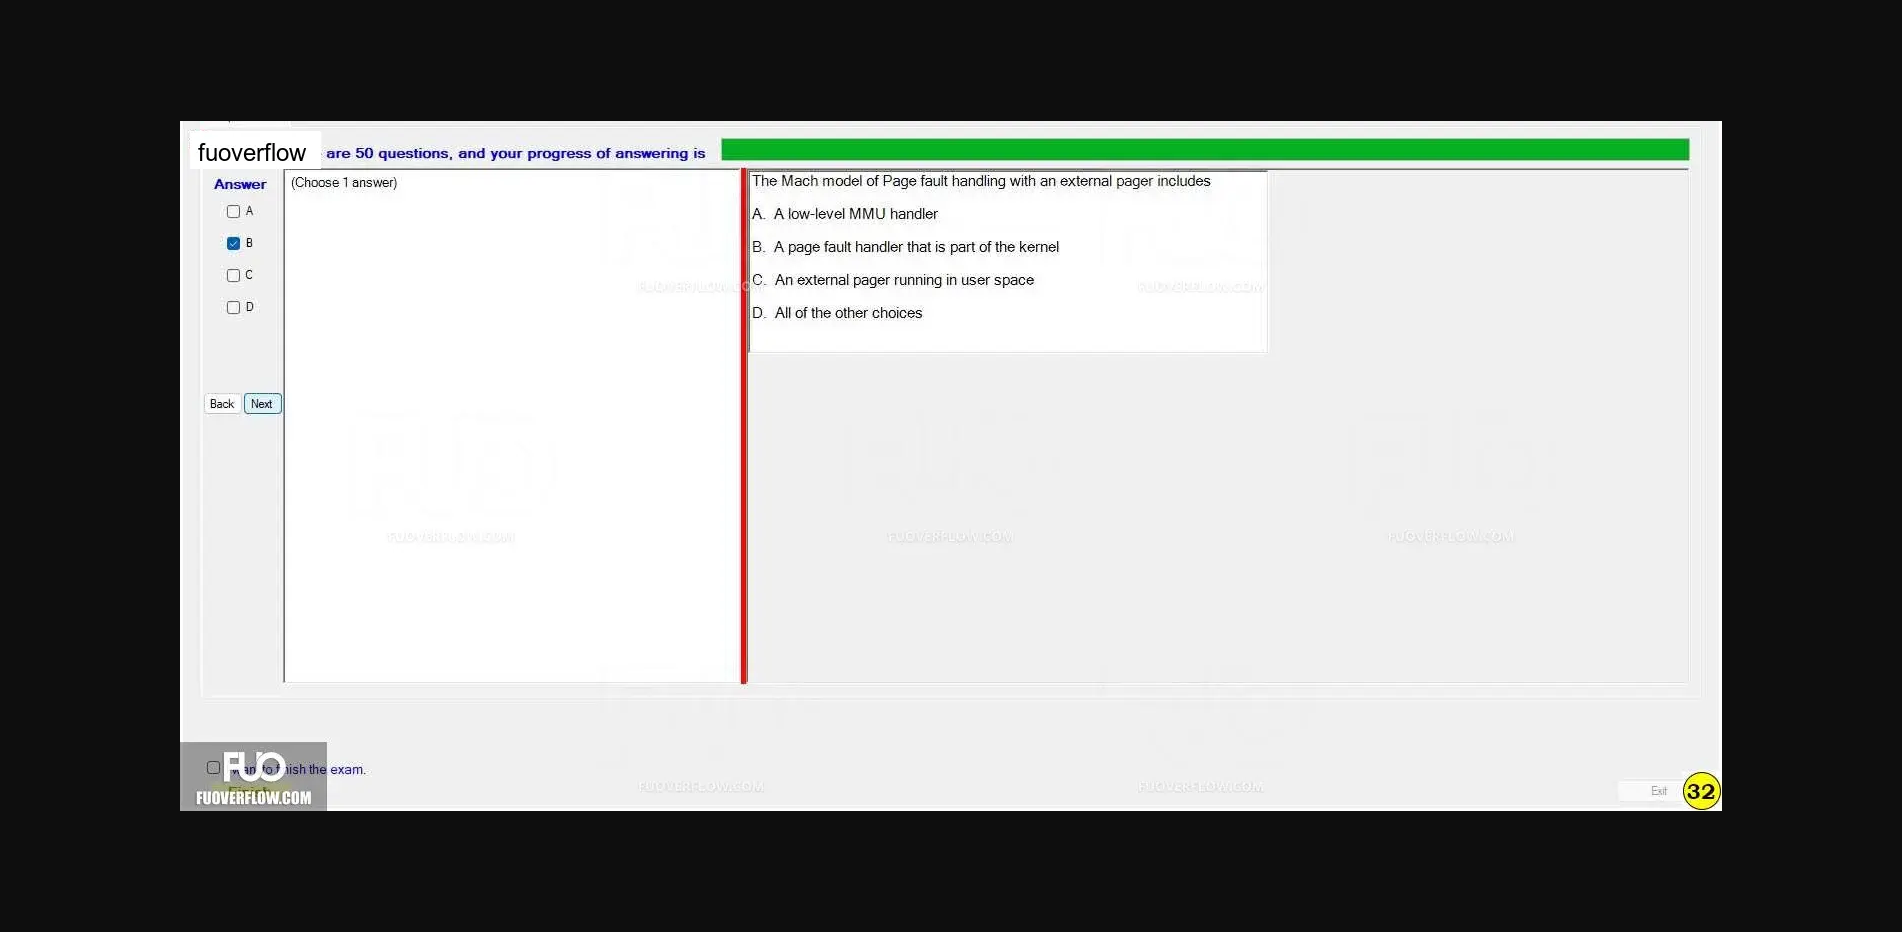 fuoverflow are 50 questions, and your progress of answering is
Answer
A
B
C
D
Back Next
(Choose 1 answer)
The Mach model of Page fault handling with an external pager includes
A. A low-level MMU handler
B. A page fault handler that is part of the kernel
C. An external pager running in user space
D. All of the other choices
FUOVERFLOW.COM FUOVERFLOW.COM
FUOVERFLOW.COM FUOVERFLOW.COM FUOVERFLOW.COM
FUOVERFLOW.COM FUOVERFLOW.COM
FUO
want to finish the exam.
Finish
FUOVERFLOW.COM
Exit 32